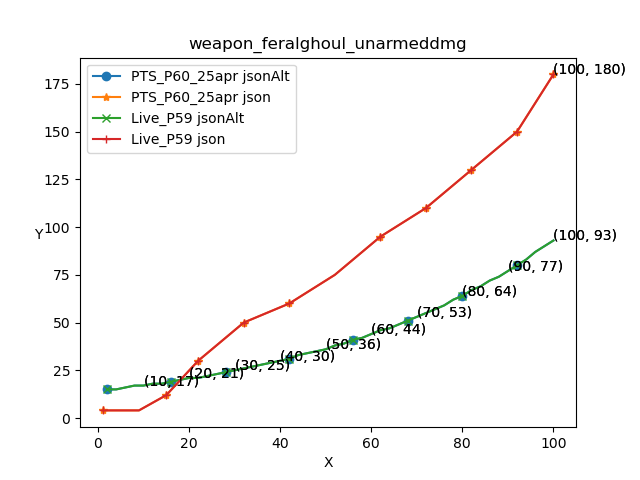 weapon_feralghoul_unarmeddmg
PTS_P60_25apr jsonAlt
PTS_P60_25apr json
Live_P59 jsonAlt
Live_P59 json
(100, 180)
(100, 93)
(90, 77)
(80, 64)
(70, 53)
(60, 44)
(50, 36)
(40, 30)
(30, 25)
(20, 21)
(10, 17)
175
150
125
100
75
50
25
0
Y
0 20 40 60 80 100
X